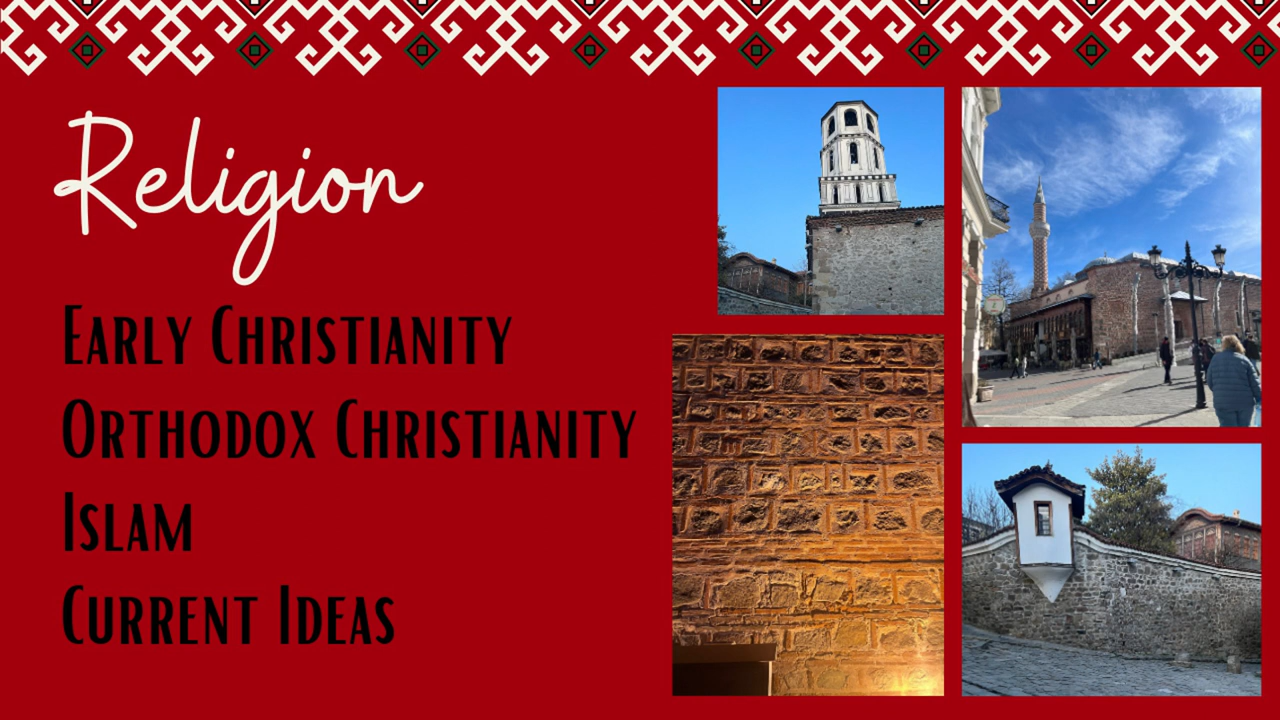 Religion
Early Christianity
Orthodox Christianity
Islam
Current Ideas